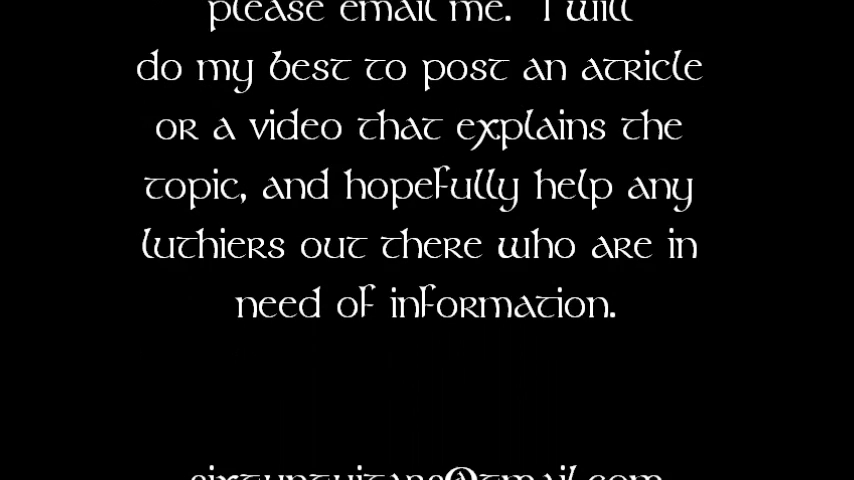 please email me. I will
do my best to post an atricle
or a video that explains the
topic, and hopefully help any
luthiers out there who are in
need of information.